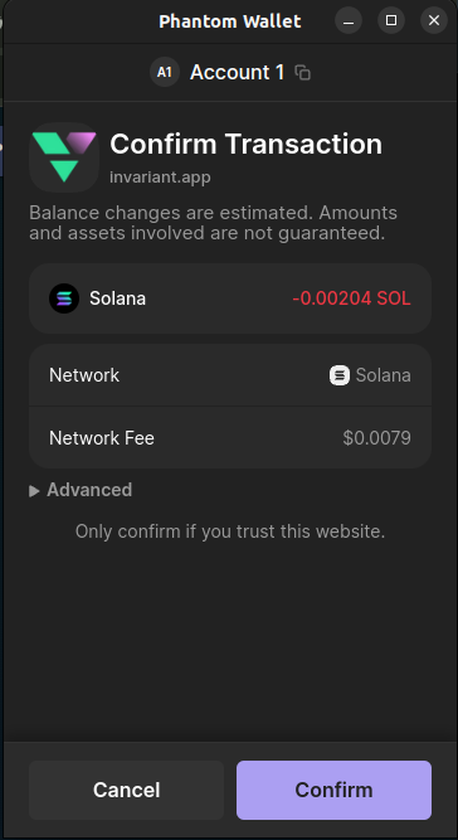 Phantom Wallet
A1 Account 1
Confirm Transaction
invariant.app
Balance changes are estimated. Amounts
and assets involved are not guaranteed.
Solana -0.00204 SOL
Network Solana
Network Fee $0.0079
Advanced
Only confirm if you trust this website.
Cancel Confirm